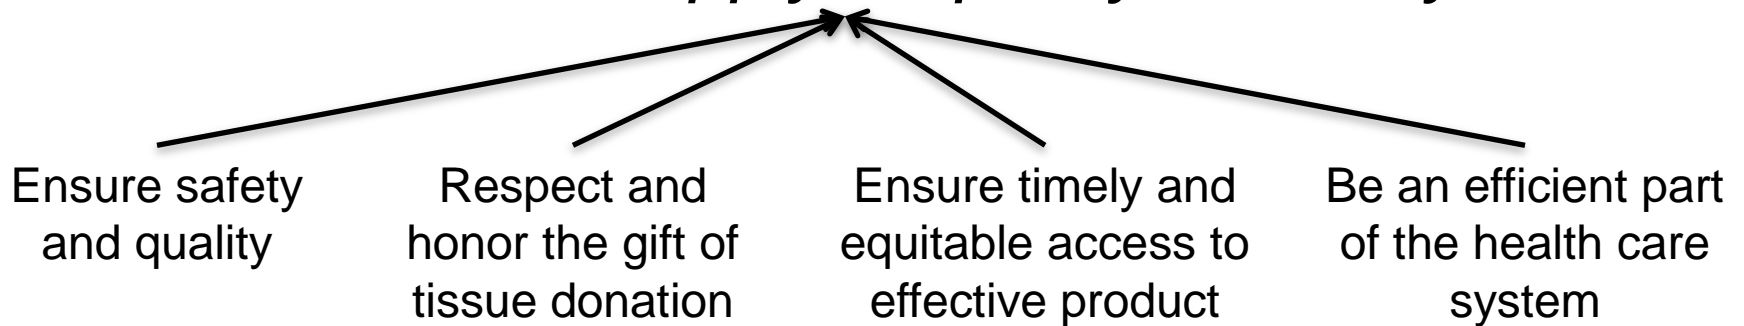 Ensure safety
and quality
Respect and
honor the gift of
tissue donation
Ensure timely and
equitable access to
effective product
Be an efficient part
of the health care
system